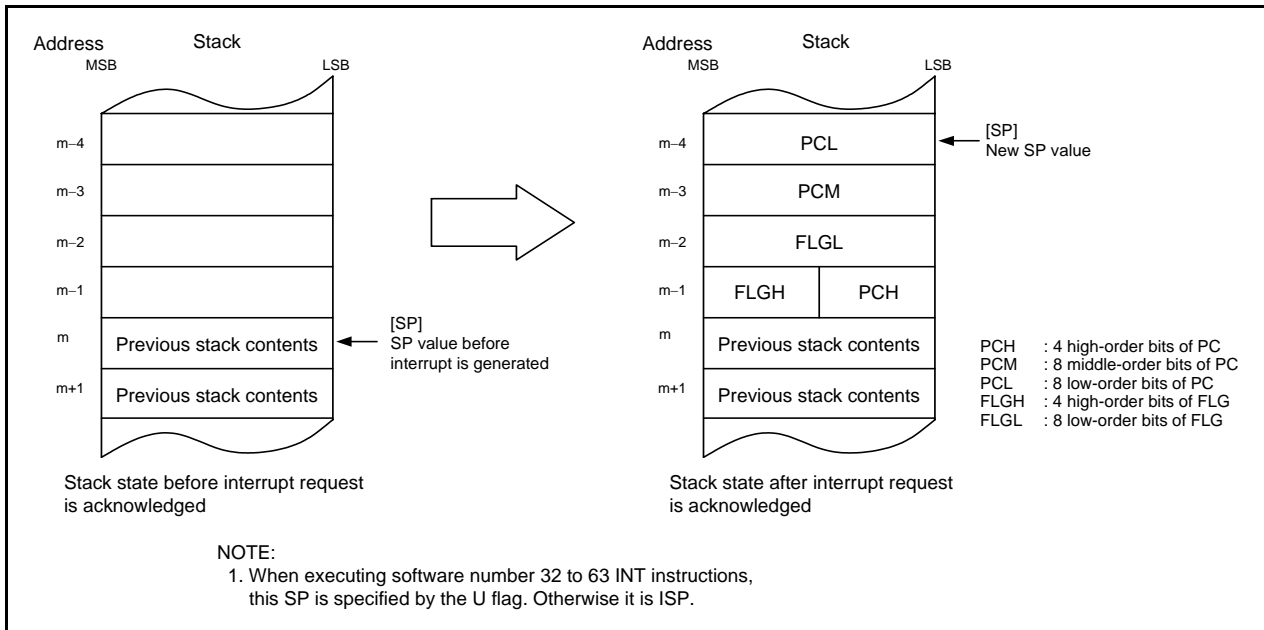 Address Stack
MSB LSB
m−4
m−3
m−2
m−1
m Previous stack contents
m+1 Previous stack contents
[SP]
SP value before
interrupt is generated
Stack state before interrupt request
is acknowledged
Address Stack
MSB LSB
m−4 PCL
m−3 PCM
m−2 FLGL
m−1 FLGH PCH
m Previous stack contents
m+1 Previous stack contents
[SP]
New SP value
PCH : 4 high-order bits of PC
PCM : 8 middle-order bits of PC
PCL : 8 low-order bits of PC
FLGH : 4 high-order bits of FLG
FLGL : 8 low-order bits of FLG
Stack state after interrupt request
is acknowledged
NOTE:
1. When executing software number 32 to 63 INT instructions,
this SP is specified by the U flag. Otherwise it is ISP.